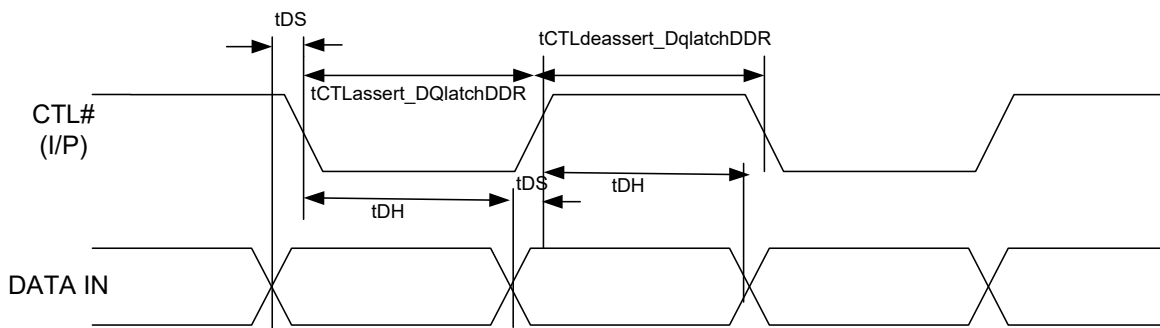 tDS
tCTLdeassert_DqlatchDDR
tCTLassert_DQlatchDDR
CTL#
(I/P)
tDS
tDH
tDH
DATA IN